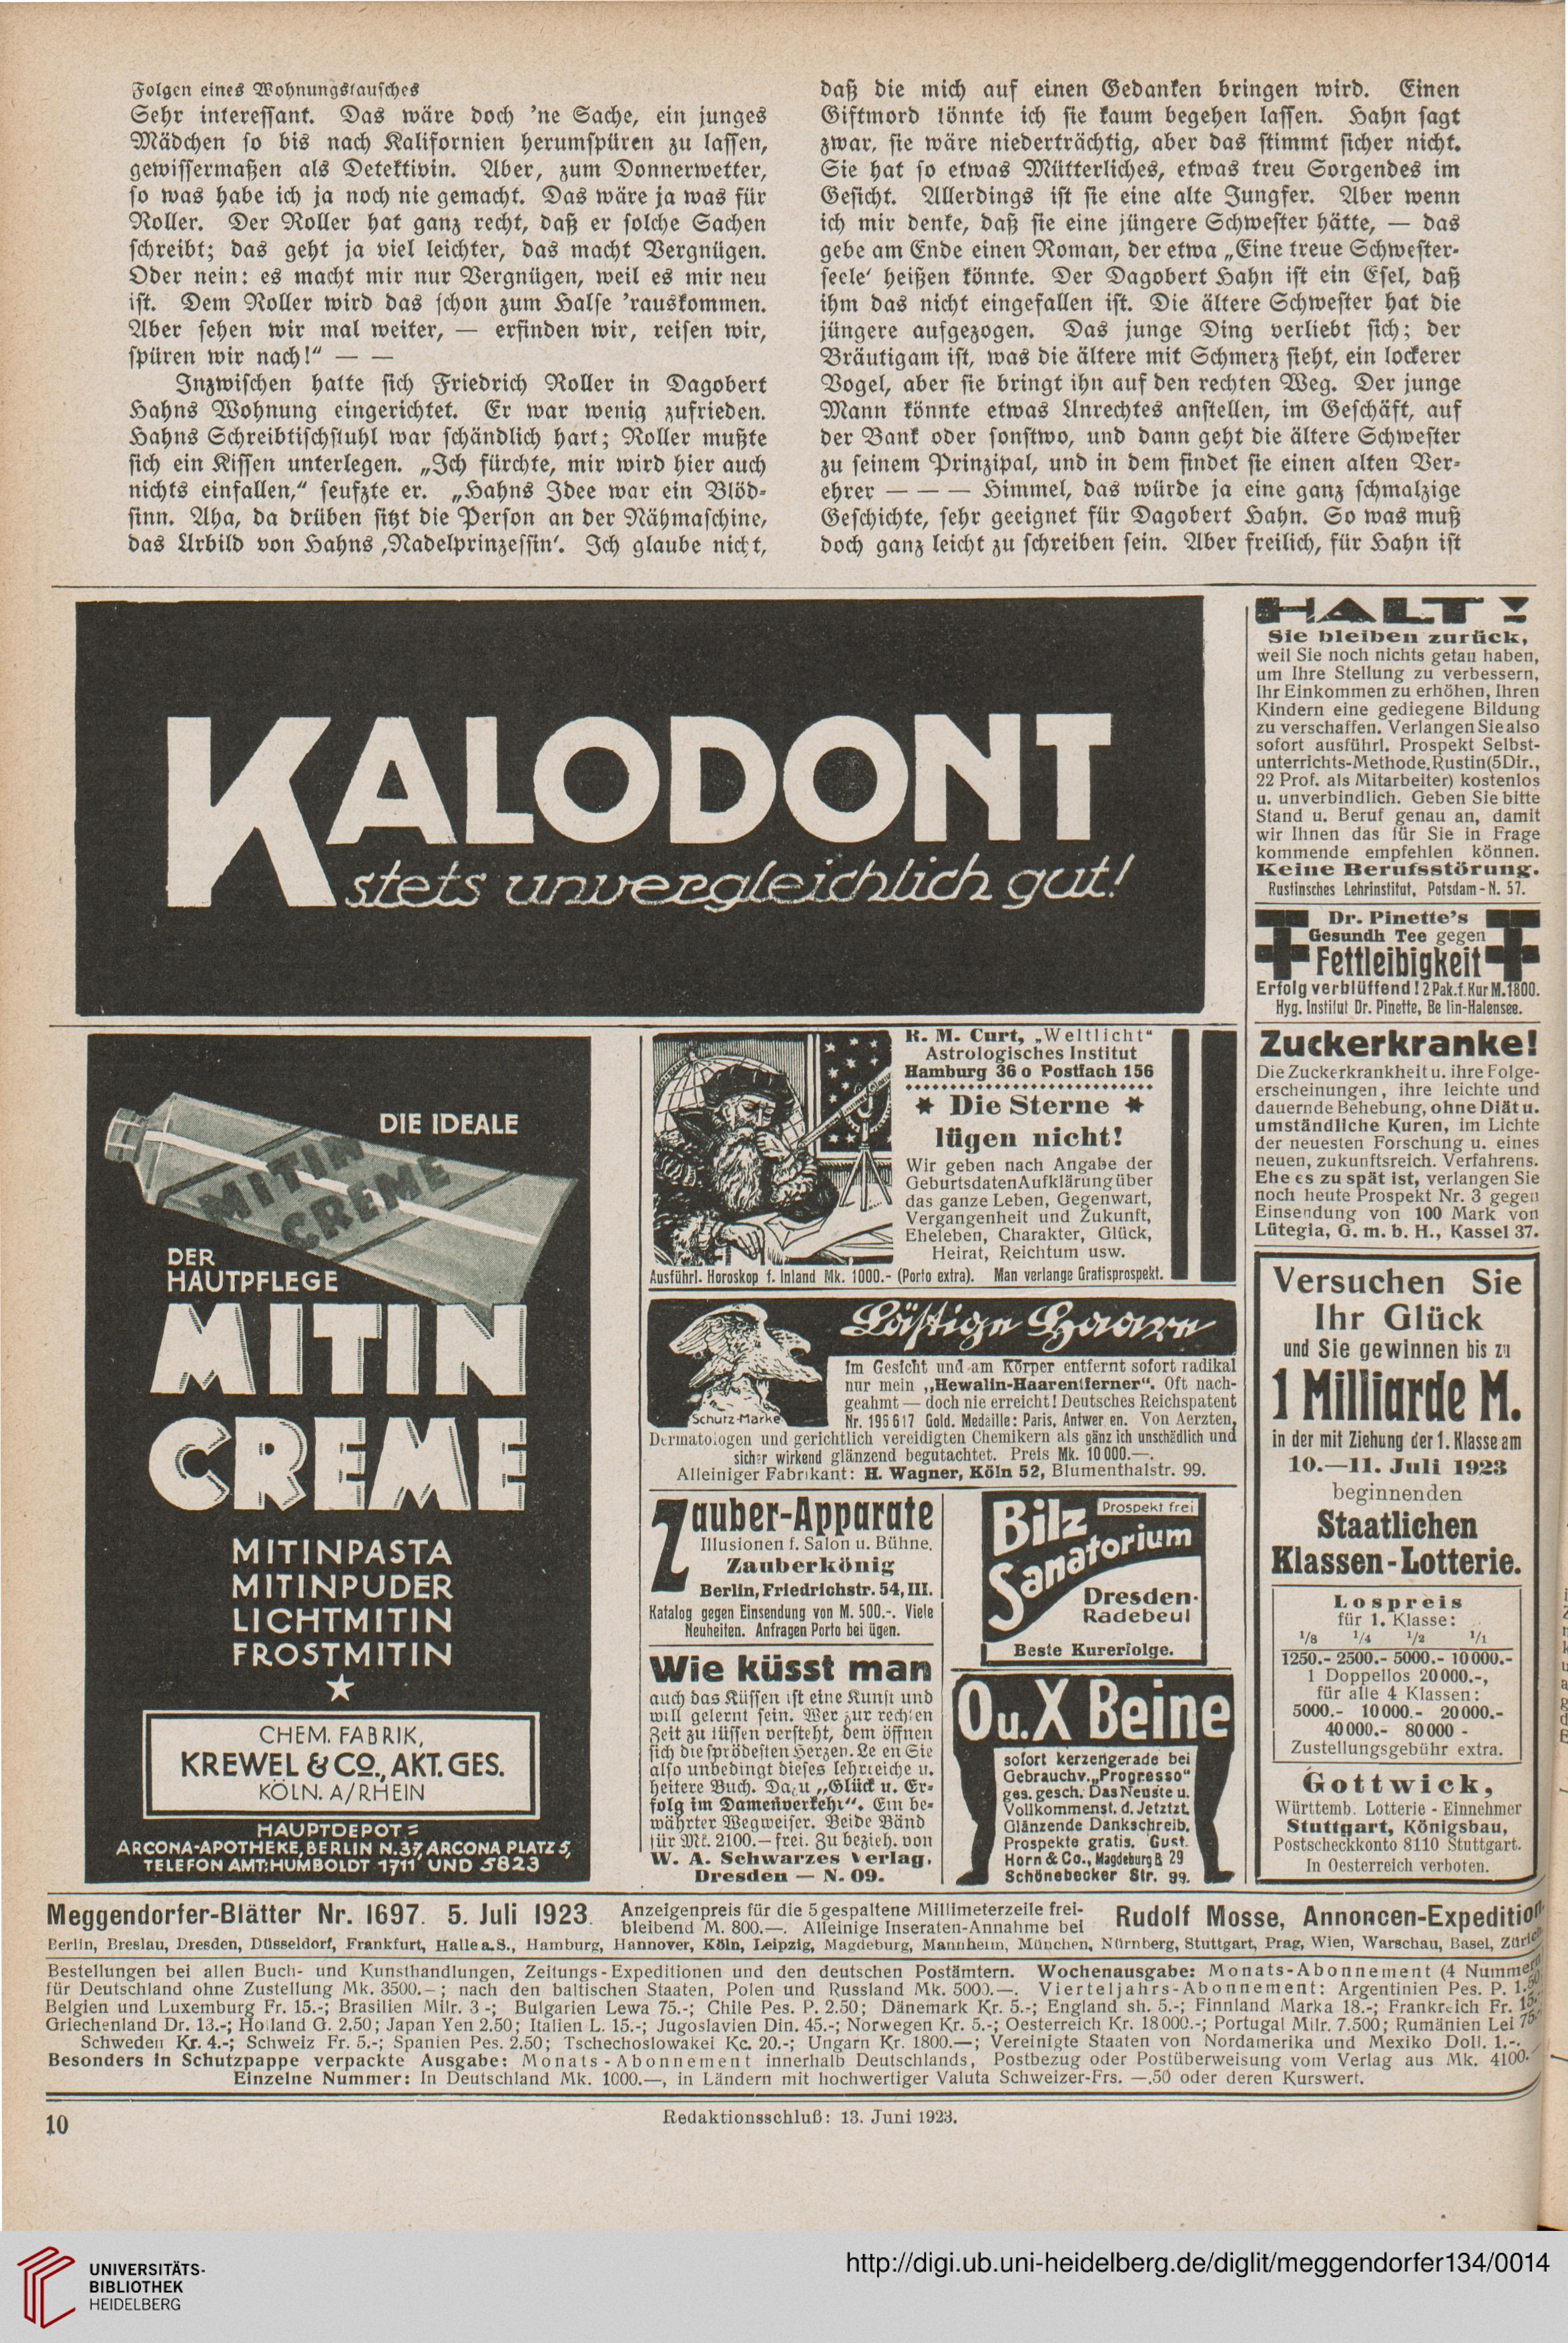 Folgen eines Wohnungstausches
Sehr interessant. Das wäre doch 'ne Sache, ein junges
Mädchen so bis nach Kalifornien herumspüren zu lassen,
gewissermaßen als Detektivin. Aber, zum Donnerwetter,
so was habe ich ja noch nie gemacht. Das wäre ja was für
Roller. Der Roller hat ganz recht, daß er solche Sachen
schreibt; das geht ja viel leichter, das macht Vergnügen.
Oder nein: es macht mir nur Vergnügen, weil es mir neu
ist. Dem Roller wird das schon zum Halse 'rauskommen.
Aber sehen wir mal weiter, — erfinden wir, reisen wir,
spüren wir nach!“ — —
Inzwischen hatte sich Friedrich Roller in Dagobert
Hahns Wohnung eingerichtet. Er war wenig zufrieden.
Hahns Schreibtischstuhl war schändlich hart; Roller mußte
sich ein Kissen unterlegen. „Ich fürchte, mir wird hier auch
nichts einfallen,“ seufzte er. „Hahns Idee war ein Blöd-
sinn. Aha, da drüben sitzt die Person an der Nähmaschine,
das Urbild von Hahns ‚Nadelprinzessin‘. Ich glaube nicht,
daß die mich auf einen Gedanken bringen wird. Einen
Giftmord könnte ich sie kaum begehen lassen. Hahn sagt
zwar, sie wäre niederträchtig, aber das stimmt sicher nicht.
Sie hat so etwas Mütterliches, etwas treu Sorgendes im
Gesicht. Allerdings ist sie eine alte Jungfer. Aber wenn
ich mir denke, daß sie eine jüngere Schwester hätte, — das
gebe am Ende einen Roman, der etwa „Eine treue Schwester-
seele‘ heißen könnte. Der Dagobert Hahn ist ein Esel, daß
ihm das nicht eingefallen ist. Die ältere Schwester hat die
jüngere aufgezogen. Das junge Ding verliebt sich; der
Bräutigam ist, was die ältere mit Schmerz sieht, ein lockerer
Vogel, aber sie bringt ihn auf den rechten Weg. Der junge
Mann könnte etwas Unrechtes anstellen, im Geschäft, auf
der Bank oder sonstwo, und dann geht die ältere Schwester
zu seinem Prinzipal, und in dem findet sie einen alten Ver-
ehrer — — — Himmel, das würde ja eine ganz schmalzige
Geschichte, sehr geeignet für Dagobert Hahn. So was muß
doch ganz leicht zu schreiben sein. Aber freilich, für Hahn ist
KALODONT
stets unvergleichlich gut!
HALT!
Sie bleiben zurück,
weil Sie noch nichts getan haben,
um Ihre Stellung zu verbessern,
Ihr Einkommen zu erhöhen, Ihren
Kindern eine gediegene Bildung
zu verschaffen. Verlangen Sie also
sofort ausführl. Prospekt Selbst-
unterrichts-Methode. Rustin (5 Dir.,
22 Prof. als Mitarbeiter) kostenlos
u. unverbindlich. Geben Sie bitte
Stand u. Beruf genau an, damit
wir Ihnen das für Sie in Frage
kommende empfehlen können.
Keine Berufsstörung.
Rustinsches Lehrinstitut, Potsdam-N. 57.
Dr. Pinette's
Gesundh Tee gegen
Fettleibigkeit
Erfolg verblüffend! 2 Pak.f. Kur M. 1800.
Hyg. Institut Dr. Pinette, Be lin-Halensee.
Zuckerkranke!
Die Zuckerkrankheit u. ihre Folge-
erscheinungen, ihre leichte und
dauernde Behebung, ohne Diät u.
umständliche Kuren, im Lichte
der neuesten Forschung u. eines
neuen, zukunftsreich. Verfahrens.
Ehe es zu spät ist, verlangen Sie
noch heute Prospekt Nr. 3 gegen
Einsendung von 100 Mark von
Lütegia, G. m. b. H., Kassel 37.
Versuchen Sie
Ihr Glück
und Sie gewinnen bis zu
1 Milliarde M.
in der mit Ziehung der 1. Klasse am
10.—11. Juli 1923
beginnenden
Staatlichen
Klassen-Lotterie.
Lospreis
für 1. Klasse:
1/8 1/4 1/2 1/1
1250.- 2500.- 5000.- 10000.-
1 Doppellos 20000.-,
für alle 4 Klassen:
5000.- 10000.- 20000.-
40000.- 80000 -
Zustellungsgebühr extra.
Gottwick,
Württemb. Lotterie - Einnehmer
Stuttgart, Königsbau,
Postscheckkonto 8110 Stuttgart.
In Oesterreich verboten.
DIE IDEALE
MITIN
CREME
DER
HAUTPFLEGE
MITIN
CREME
MITINPASTA
MITINPUDER
LICHTMITIN
FROSTMITIN
CHEM. FABRIK,
KREWEL & CO., AKT. GES.
KÖLN. A/RHEIN
HAUPTDEPOT:
ARCONA-APOTHEKE, BERLIN N. 37, ARCONA PLATZ 5,
TELEFON AMT: HUMBOLDT 1711 UND 5823
K. M. Curt, „Weltlicht“
Astrologisches Institut
Hamburg 36 o Postfach 156
* Die Sterne *
lügen nicht!
Wir geben nach Angabe der
Geburtsdaten Aufklärung über
das ganze Leben, Gegenwart,
Vergangenheit und Zukunft,
Eheleben, Charakter, Glück,
Heirat, Reichtum usw.
Ausführl. Horoskop f. Inland Mk. 1000.- (Porto extra). Man verlange Gratisprospekt.
Lästige Haare
Schutz-Marke
Im Gesicht und am Körper entfernt sofort radikal
nur mein „Hewalin-Haarentferner“. Oft nach-
geahmt — doch nie erreicht! Deutsches Reichspatent
Nr. 196617 Gold. Medaille: Paris, Antwer en. Von Aerzten,
Dermatologen und gerichtlich vereidigten Chemikern als gänz ich unschädlich und
sicher wirkend glänzend begutachtet. Preis Mk. 10000.—.
Alleiniger Fabrikant: H. Wagner, Köln 52, Blumenthalstr. 99.
Zauber-Apparate
Illusionen f. Salon u. Bühne.
Zauberkönig
Berlin, Friedrichstr. 54, III.
Katalog gegen Einsendung von M. 500.-. Viele
Neuheiten. Anfragen Porto bei ügen.
Wie küsst man
auch das Küssen ist eine Kunst und
will gelernt sein. Wer zur rechten
Zeit zu küssen versteht, dem öffnen
sich die sprödesten Herzen. Le en Sie
also unbedingt dieses lehrreiche u.
heitere Buch. Dazu „Glück u. Er-
folg im Damenverkehr“. Ein be-
währter Wegweiser. Beide Bänd
für Mk. 2100.— frei. Zu bezieh. von
W. A. Schwarzes Verlag,
Dresden — N. 09.
Bilz
Prospekt frei
Sanatorium
Dresden-
Radebeul
Beste Kurerfolge.
O u. X Beine
sofort kerzengerade bei
Gebrauch v. „Progresso“
ges. gesch. Das Neuste u.
Vollkommenst. d. Jetztzt.
Glänzende Dankschreib.
Prospekte gratis. Gust.
Horn & Co., Magdeburg B 29
Schönebecker Str. 99.
Meggendorfer-Blätter Nr. 1697. 5. Juli 1923.
Anzeigenpreis für die 5 gespaltene Millimeterzeile frei-
bleibend M. 800.—. Alleinige Inseraten-Annahme bei
Rudolf Mosse, Annoncen-Expedition
Berlin, Breslau, Dresden, Düsseldorf, Frankfurt, Halle a. S., Hamburg, Hannover, Köln, Leipzig, Magdeburg, Mannheim, München, Nürnberg, Stuttgart, Prag, Wien, Warschau, Basel, Zürich
Bestellungen bei allen Buch- und Kunsthandlungen, Zeitungs-Expeditionen und den deutschen Postämtern. Wochenausgabe: Monats-Abonnement (4 Nummern)
für Deutschland ohne Zustellung Mk. 3500.—; nach den baltischen Staaten, Polen und Russland Mk. 5000.—. Vierteljahrs-Abonnement: Argentinien Pes. P. 1.50;
Belgien und Luxemburg Fr. 15.-; Brasilien Milr. 3 -; Bulgarien Lewa 75.-; Chile Pes. P. 2.50; Dänemark Kr. 5.-; England sh. 5.-; Finnland Marka 18.-; Frankreich Fr. 15.-;
Griechenland Dr. 13.-; Holland G. 2.50; Japan Yen 2.50; Italien L. 15.-; Jugoslavien Din. 45.-; Norwegen Kr. 5.-; Oesterreich Kr. 18000.-; Portugal Milr. 7.500; Rumänien Lei 75.-
Schweden Kr. 4.-; Schweiz Fr. 5.-; Spanien Pes. 2.50; Tschechoslowakei Kc. 20.-; Ungarn Kr. 1800.—; Vereinigte Staaten von Nordamerika und Mexiko Doll. 1.-.
Besonders in Schutzpappe verpackte Ausgabe: Monats-Abonnement innerhalb Deutschlands, Postbezug oder Postüberweisung vom Verlag aus Mk. 4100.-
Einzelne Nummer: In Deutschland Mk. 1000.—, in Ländern mit hochwertiger Valuta Schweizer-Frs. —.50 oder deren Kurswert.
10
Redaktionsschluß: 13. Juni 1923.
UNIVERSITÄTS-
BIBLIOTHEK
HEIDELBERG
http://digi.ub.uni-heidelberg.de/diglit/meggendorfer134/0014